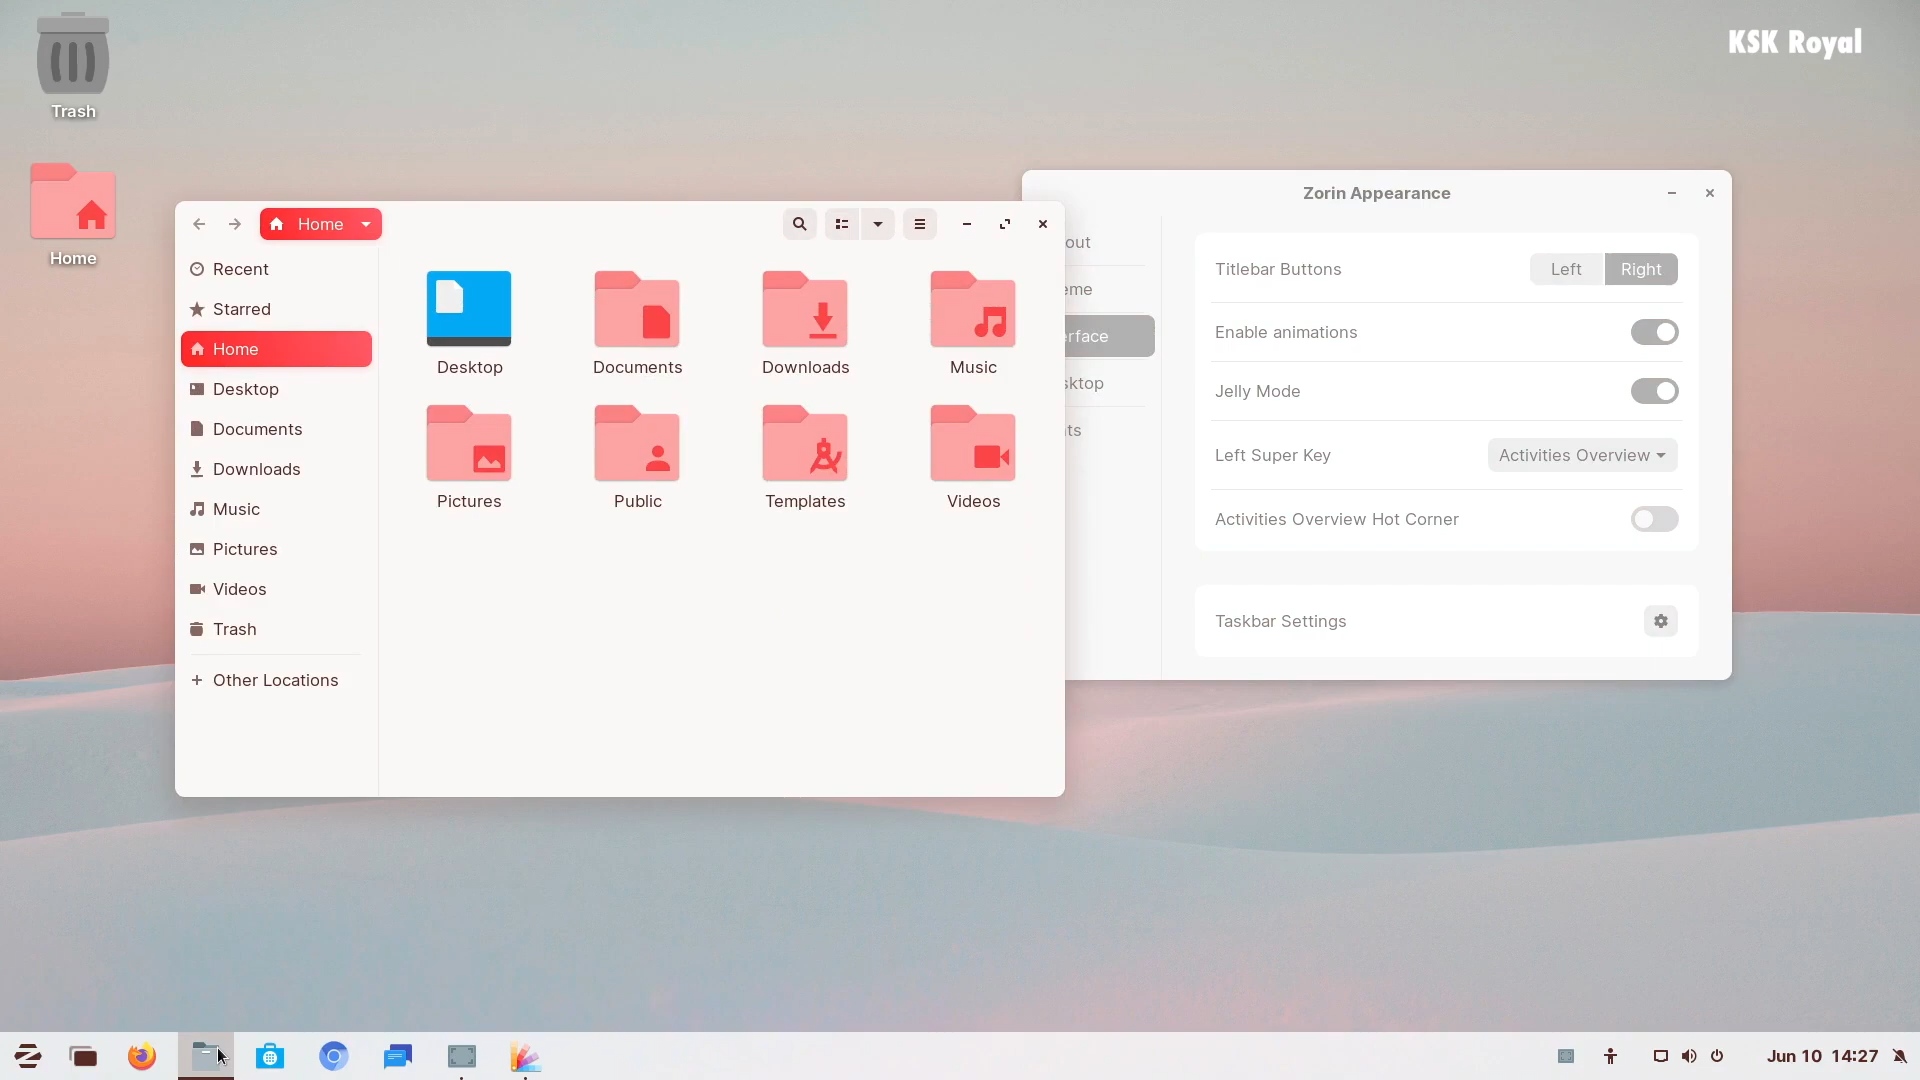 KSK Royal
Trash
Home
Home
Recent
Starred
Home
Desktop
Documents
Downloads
Music
Pictures
Videos
Trash
Other Locations
Desktop
Documents
Downloads
Music
Pictures
Public
Templates
Videos
Zorin Appearance
out
eme
erface
sktop
ts
Titlebar Buttons
Left
Right
Enable animations
Jelly Mode
Left Super Key
Activities Overview
Activities Overview Hot Corner
Taskbar Settings
Jun 10 14:27